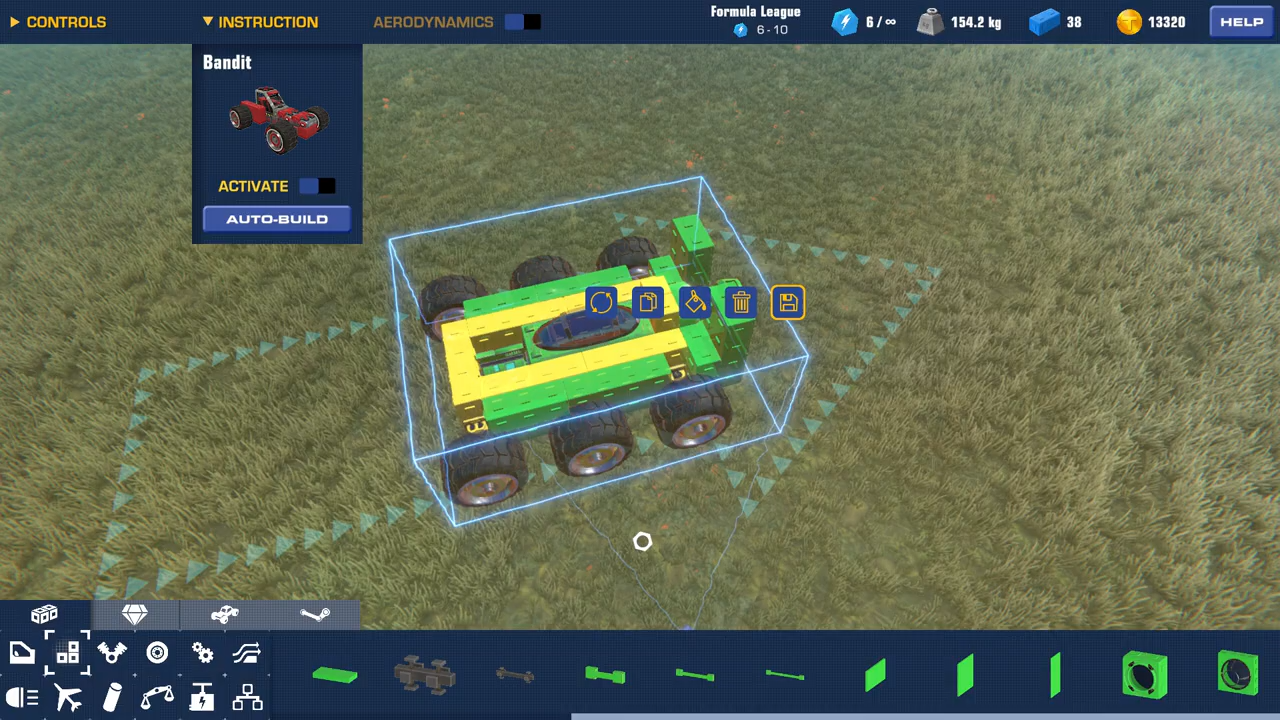 CONTROLS
INSTRUCTION
AERODYNAMICS
Formula League
6 - 10
6 / ∞
154.2 kg
38
13320
HELP
Bandit
ACTIVATE
AUTO-BUILD